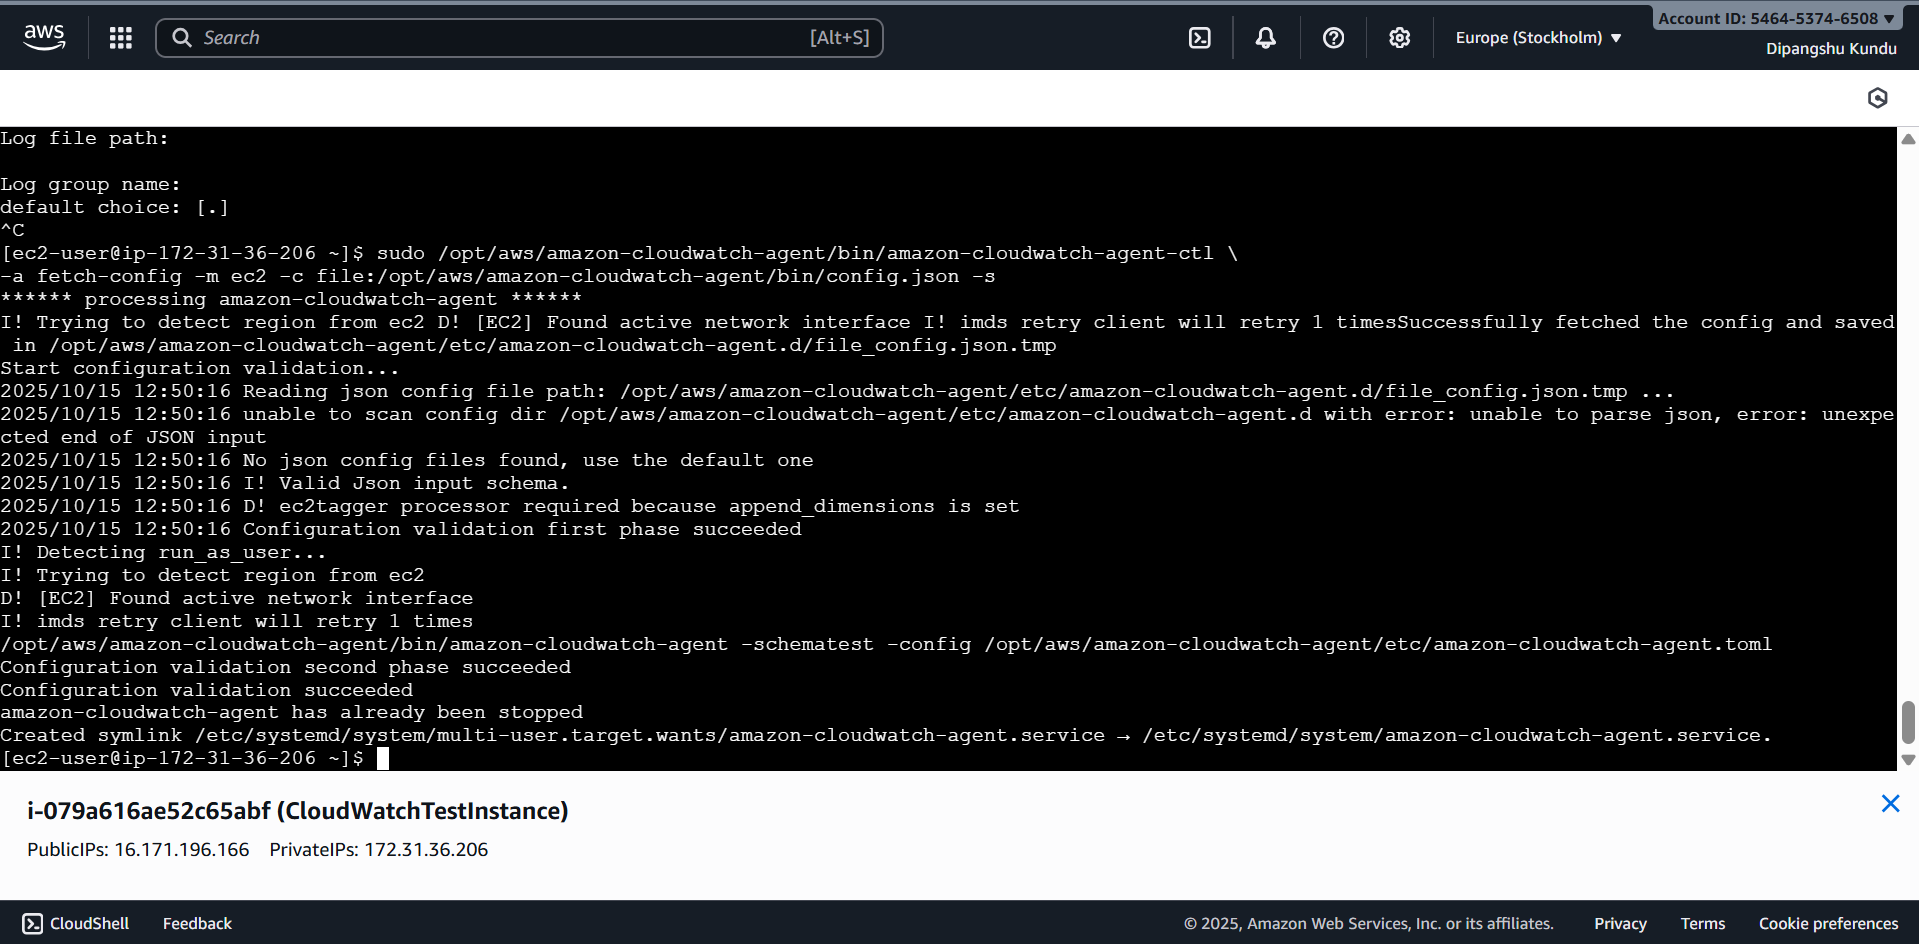 aws
Search [Alt+S]
Europe (Stockholm) ▼
Account ID: 5464-5374-6508 ▼
Dipangshu Kundu
Log file path:
Log group name:
default choice: [.]
^C
[ec2-user@ip-172-31-36-206 ~]$ sudo /opt/aws/amazon-cloudwatch-agent/bin/amazon-cloudwatch-agent-ctl \
-a fetch-config -m ec2 -c file:/opt/aws/amazon-cloudwatch-agent/bin/config.json -s
****** processing amazon-cloudwatch-agent ******
I! Trying to detect region from ec2 D! [EC2] Found active network interface I! imds retry client will retry 1 timesSuccessfully fetched the config and saved
in /opt/aws/amazon-cloudwatch-agent/etc/amazon-cloudwatch-agent.d/file_config.json.tmp
Start configuration validation...
2025/10/15 12:50:16 Reading json config file path: /opt/aws/amazon-cloudwatch-agent/etc/amazon-cloudwatch-agent.d/file_config.json.tmp ...
2025/10/15 12:50:16 unable to scan config dir /opt/aws/amazon-cloudwatch-agent/etc/amazon-cloudwatch-agent.d with error: unable to parse json, error: unexpe
cted end of JSON input
2025/10/15 12:50:16 No json config files found, use the default one
2025/10/15 12:50:16 I! Valid Json input schema.
2025/10/15 12:50:16 D! ec2tagger processor required because append_dimensions is set
2025/10/15 12:50:16 Configuration validation first phase succeeded
I! Detecting run_as_user...
I! Trying to detect region from ec2
D! [EC2] Found active network interface
I! imds retry client will retry 1 times
/opt/aws/amazon-cloudwatch-agent/bin/amazon-cloudwatch-agent -schematest -config /opt/aws/amazon-cloudwatch-agent/etc/amazon-cloudwatch-agent.toml
Configuration validation second phase succeeded
Configuration validation succeeded
amazon-cloudwatch-agent has already been stopped
Created symlink /etc/systemd/system/multi-user.target.wants/amazon-cloudwatch-agent.service → /etc/systemd/system/amazon-cloudwatch-agent.service.
[ec2-user@ip-172-31-36-206 ~]$
i-079a616ae52c65abf (CloudWatchTestInstance)
PublicIPs: 16.171.196.166 PrivateIPs: 172.31.36.206
CloudShell Feedback © 2025, Amazon Web Services, Inc. or its affiliates. Privacy Terms Cookie preferences